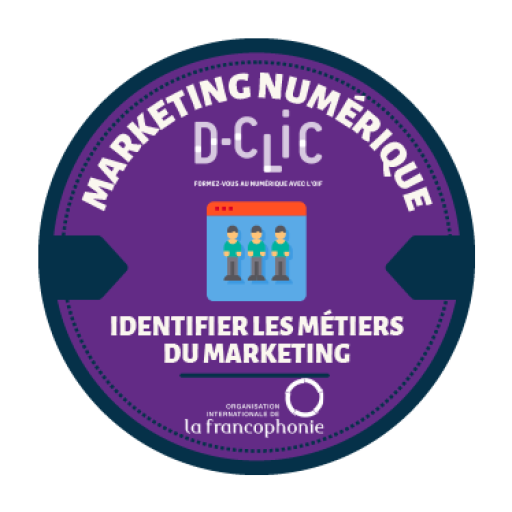 MARKETING NUMÉRIQUE
D-CLiC
FORMEZ-VOUS AU NUMÉRIQUE AVEC L'OIF
IDENTIFIER LES MÉTIERS
DU MARKETING
ORGANISATION
INTERNATIONALE DE
la francophonie